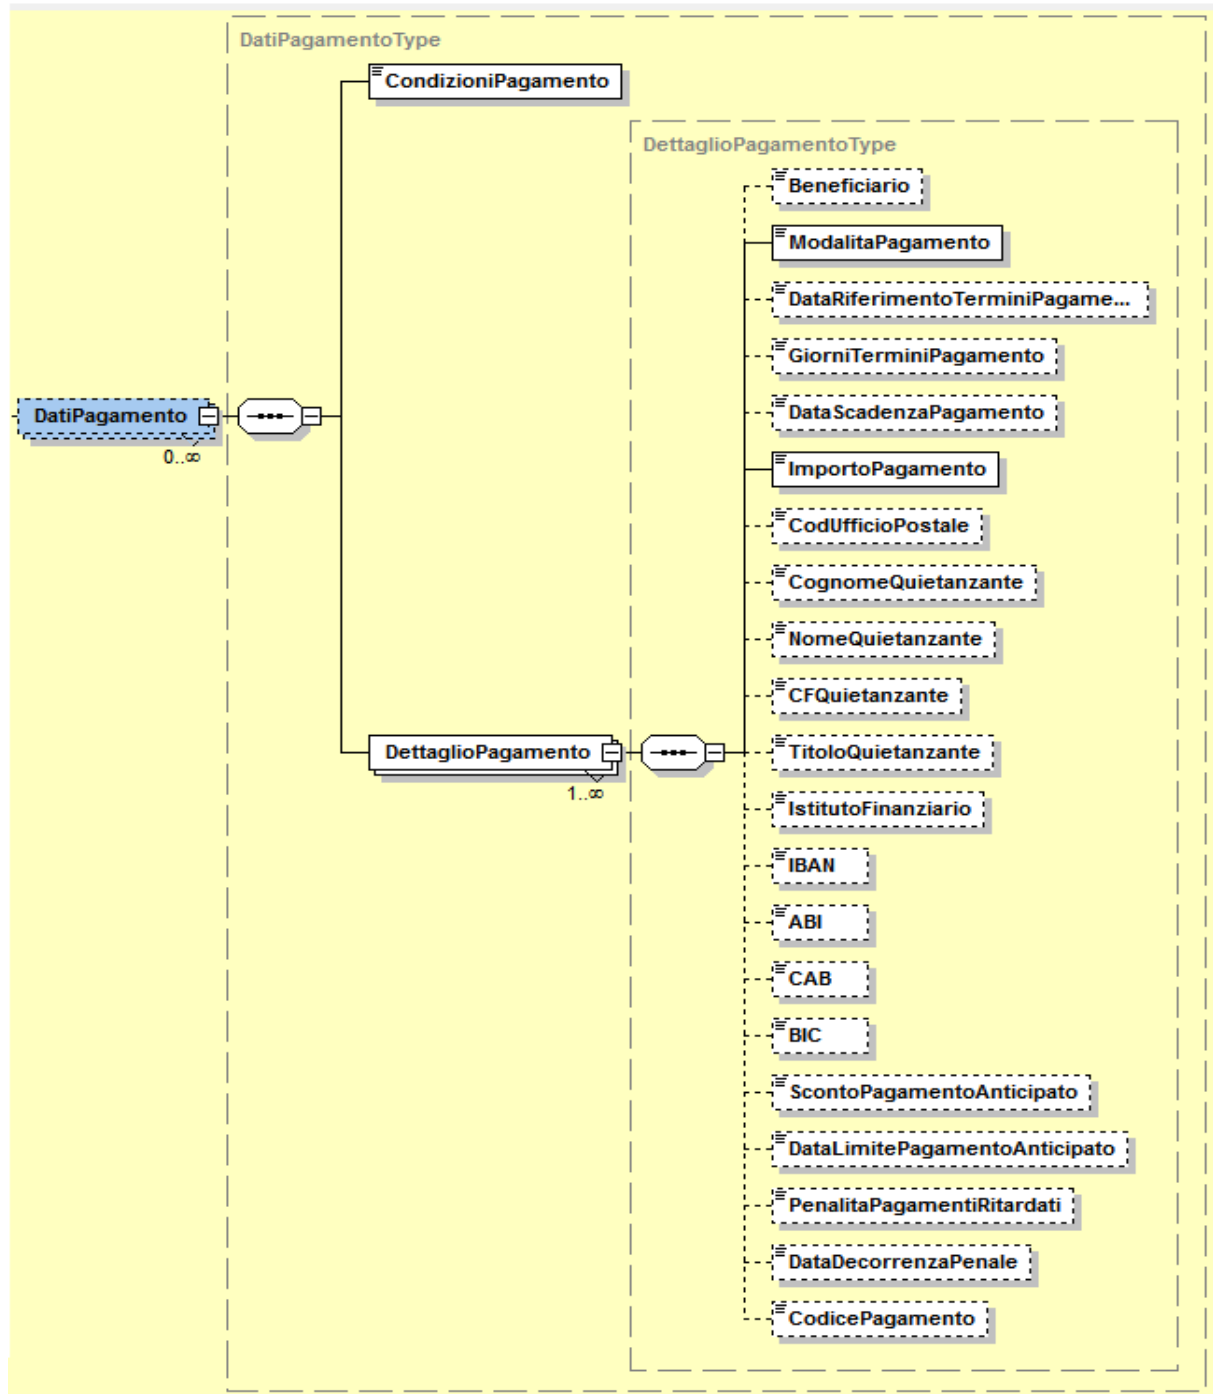 DatiPagamentoType
CondizioniPagamento
DettaglioPagamentoType
Beneficiario
ModalitaPagamento
DataRiferimentoTerminiPagame...
GiorniTerminiPagamento
DataScadenzaPagamento
DatiPagamento
0..∞
ImportoPagamento
CodUfficioPostale
CognomeQuietanzante
NomeQuietanzante
CFQuietanzante
DettaglioPagamento
1..∞
TitoloQuietanzante
IstitutoFinanziario
IBAN
ABI
CAB
BIC
ScontoPagamentoAnticipato
DataLimitePagamentoAnticipato
PenalitaPagamentiRitardati
DataDecorrenzaPenale
CodicePagamento